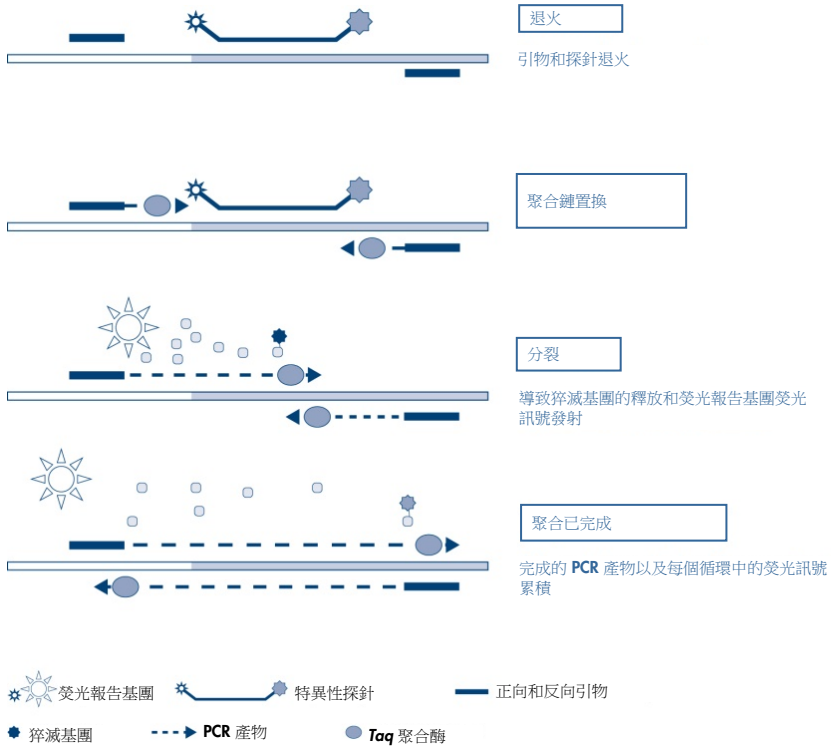 退火
引物和探針退火
聚合鏈置換
分裂
導致猝滅基團的釋放和熒光報告基團熒光
訊號發射
聚合已完成
完成的 PCR 產物以及每個循環中的熒光訊號
累積
熒光報告基團 特異性探針 正向和反向引物
猝滅基團 PCR 產物 Taq 聚合酶